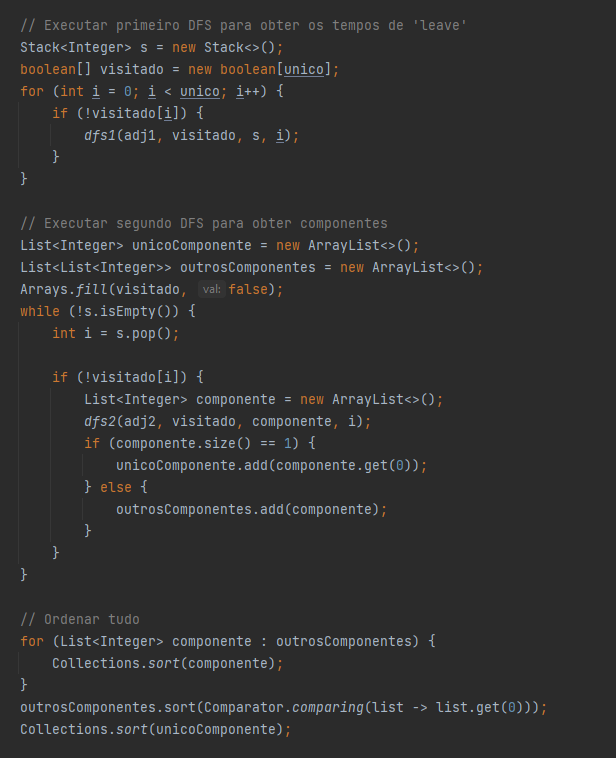 // Executar primeiro DFS para obter os tempos de 'leave'
Stack<Integer> s = new Stack<>();
boolean[] visitado = new boolean[unico];
for (int i = 0; i < unico; i++) {
    if (!visitado[i]) {
        dfs1(adj1, visitado, s, i);
    }
}

// Executar segundo DFS para obter componentes
List<Integer> unicoComponente = new ArrayList<>();
List<List<Integer>> outrosComponentes = new ArrayList<>();
Arrays.fill(visitado, val: false);
while (!s.isEmpty()) {
    int i = s.pop();

    if (!visitado[i]) {
        List<Integer> componente = new ArrayList<>();
        dfs2(adj2, visitado, componente, i);
        if (componente.size() == 1) {
            unicoComponente.add(componente.get(0));
        } else {
            outrosComponentes.add(componente);
        }
    }
}

// Ordenar tudo
for (List<Integer> componente : outrosComponentes) {
    Collections.sort(componente);
}
outrosComponentes.sort(Comparator.comparing(list -> list.get(0)));
Collections.sort(unicoComponente);